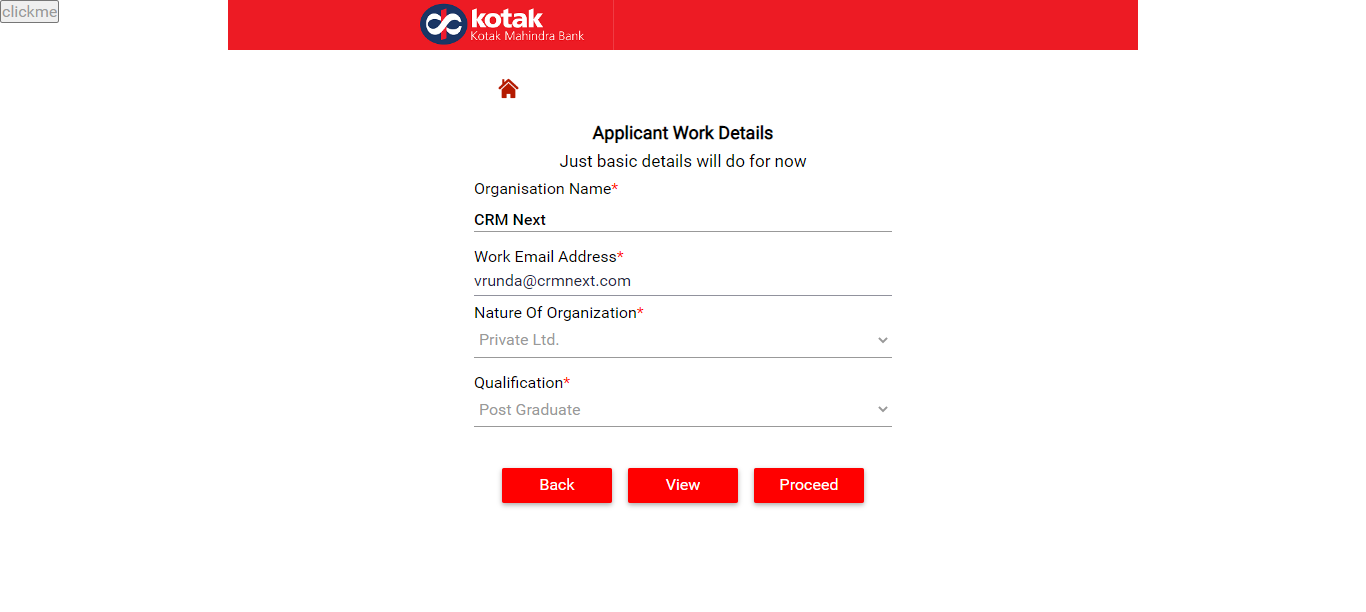 clickme
kotak
Kotak Mahindra Bank
Applicant Work Details
Just basic details will do for now
Organisation Name*
CRM Next
Work Email Address*
vrunda@crmnext.com
Nature Of Organization*
Private Ltd.
Qualification*
Post Graduate
Back View Proceed